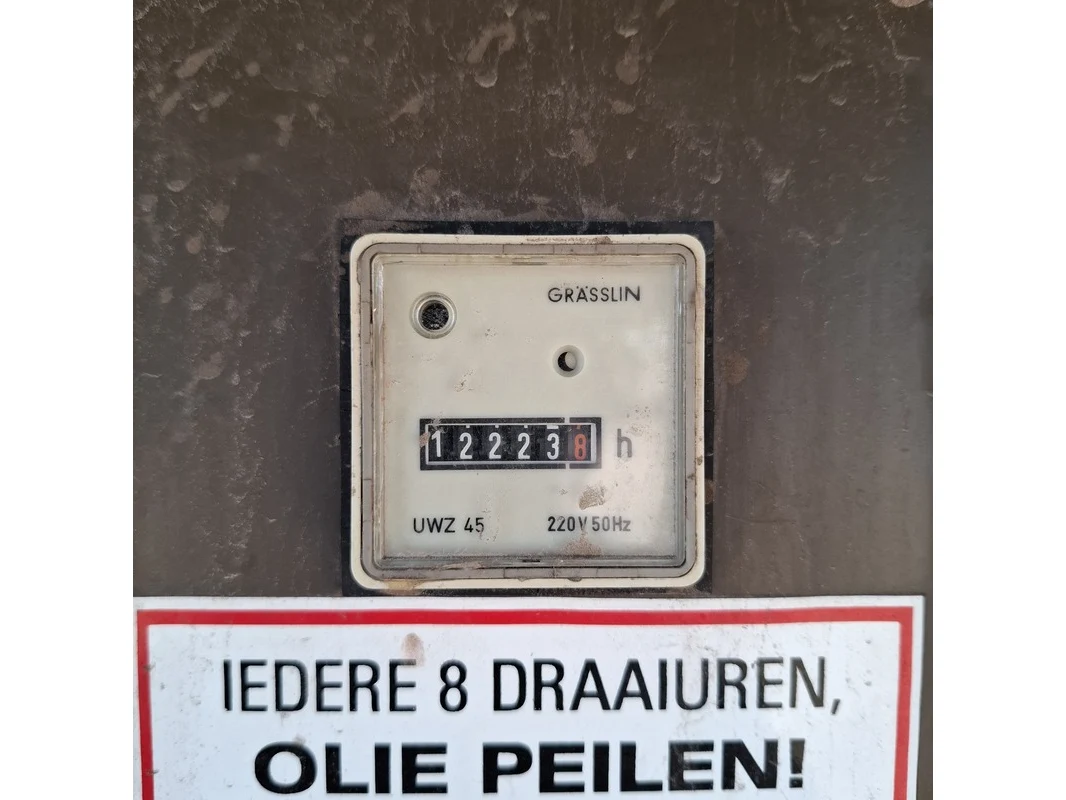 GRÄSSLIN
122238 h
UWZ 45 220V 50Hz
IEDERE 8 DRAAIUREN,
OLIE PEILEN!